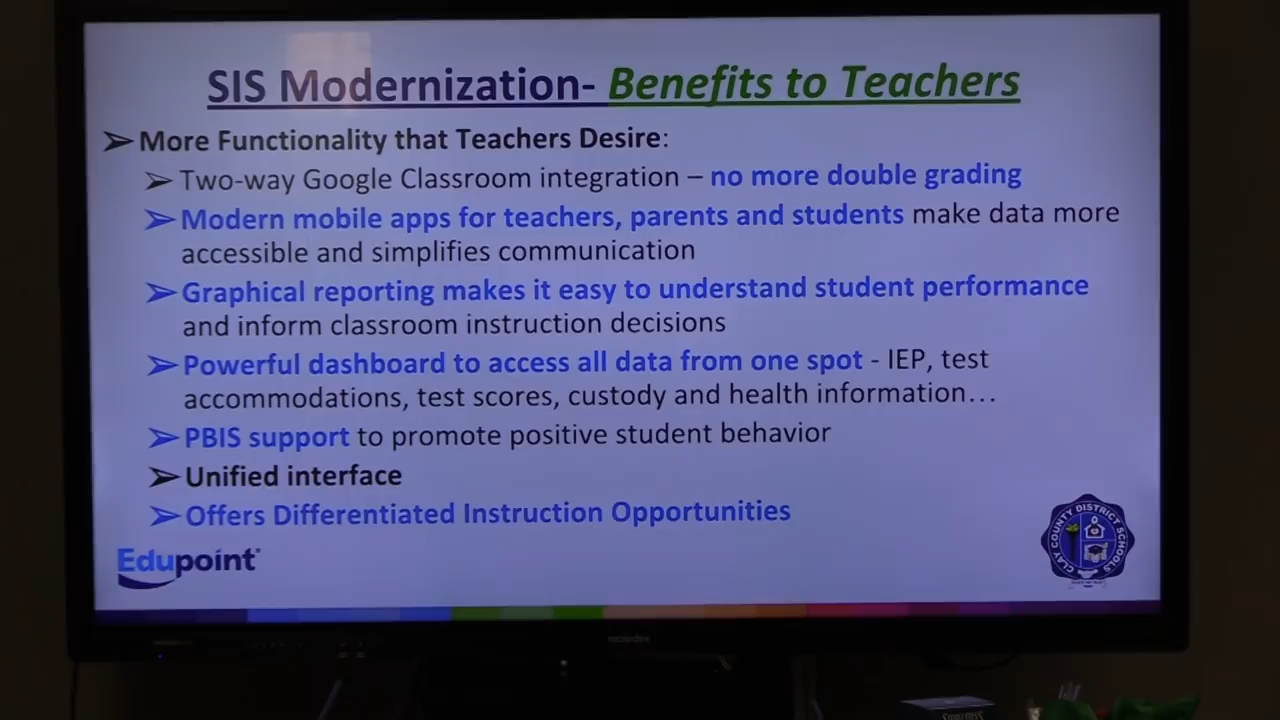 SIS Modernization- Benefits to Teachers
➢More Functionality that Teachers Desire:
➢Two-way Google Classroom integration – no more double grading
➢Modern mobile apps for teachers, parents and students make data more
accessible and simplifies communication
➢Graphical reporting makes it easy to understand student performance
and inform classroom instruction decisions
➢Powerful dashboard to access all data from one spot - IEP, test
accommodations, test scores, custody and health information…
➢PBIS support to promote positive student behavior
➢Unified interface
➢Offers Differentiated Instruction Opportunities
Edupoint
CLAY COUNTY DISTRICT SCHOOLS